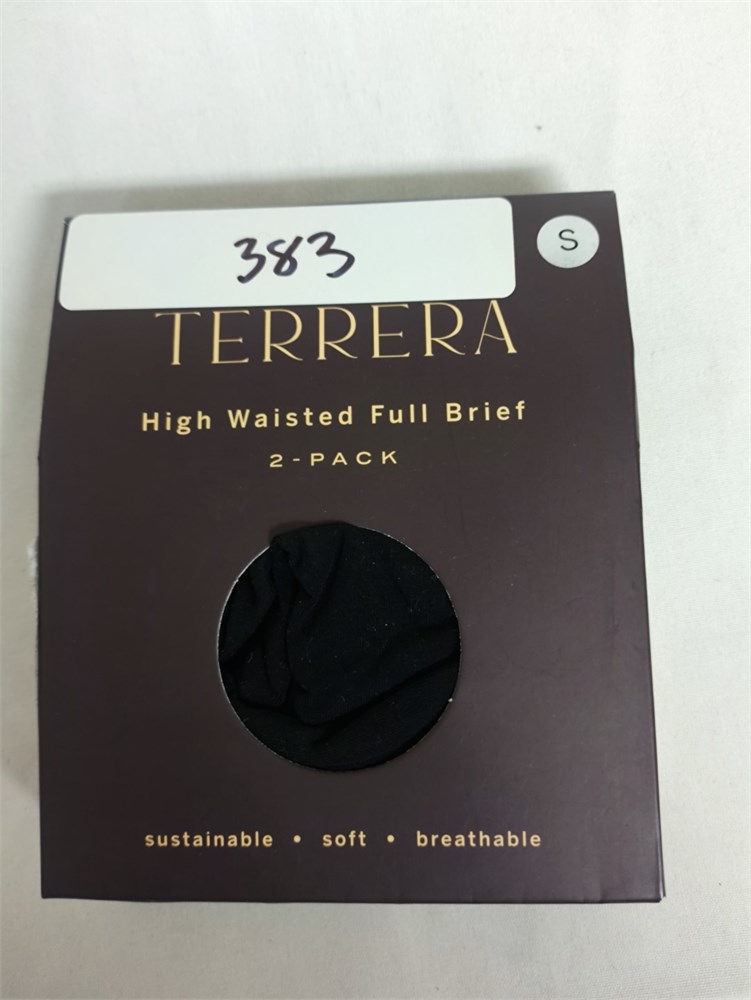 383
S
TERRERA
High Waisted Full Brief
2-PACK
sustainable • soft • breathable